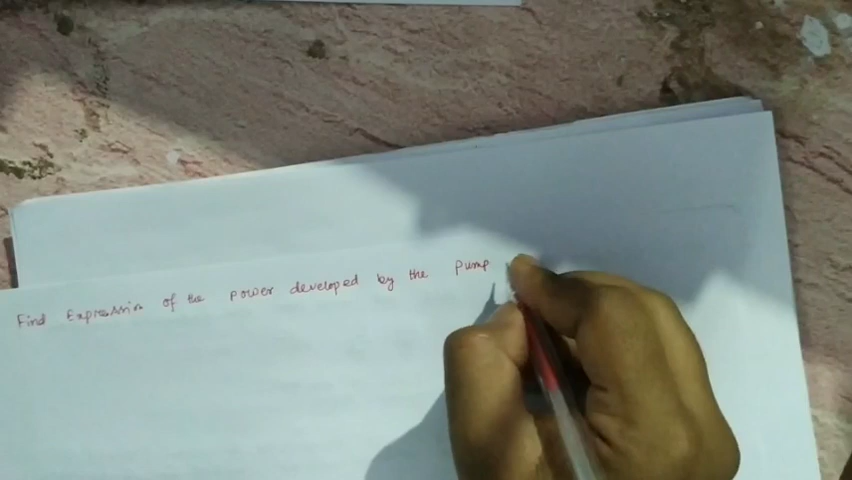 Find Expression of the power developed by the Pump